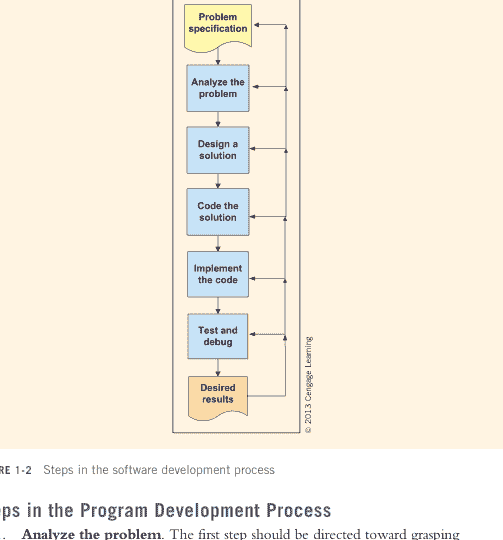 Problem
specification
Analyze the
problem
Design a
solution
Code the
solution
Implement
the code
Test and
debug
Desired
results
© 2013 Cengage Learning
RE 1-2 Steps in the software development process
ps in the Program Development Process
. Analyze the problem. The first step should be directed toward grasping